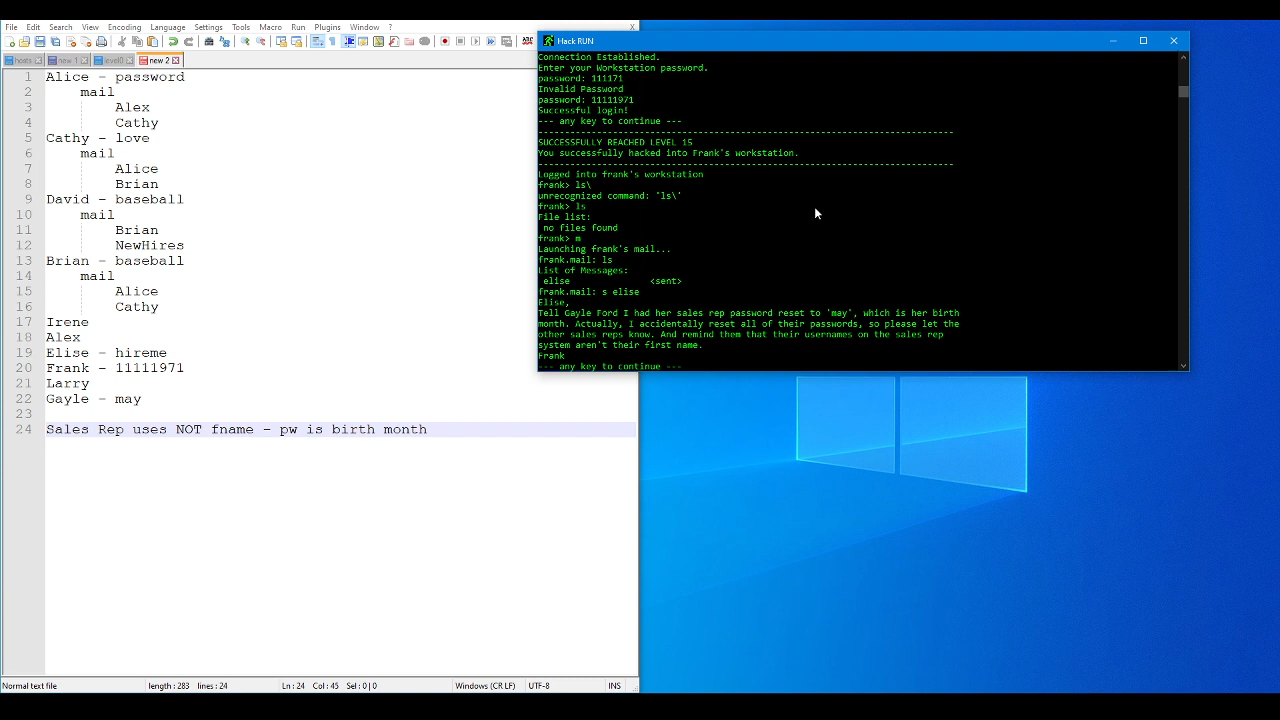 File Edit Search View Encoding Language Settings Tools Macro Run Plugins Window ? X
new 1 level0 new 2
1 Alice - password
2 mail
3 Alex
4 Cathy
5 Cathy - love
6 mail
7 Alice
8 Brian
9 David - baseball
10 mail
11 Brian
12 NewHires
13 Brian - baseball
14 mail
15 Alice
16 Cathy
17 Irene
18 Alex
19 Elise - hireme
20 Frank - 11111971
21 Larry
22 Gayle - may
23
24 Sales Rep uses NOT fname - pw is birth month
Normal text file length : 283 lines : 24 Ln : 24 Col : 45 Sel : 0 | 0 Windows (CR LF) UTF-8 INS
Hack RUN
Connection Established.
Enter your Workstation password.
password: 111171
Invalid Password
password: 11111971
Successful login!
--- any key to continue ---
SUCCESSFULLY REACHED LEVEL 15
You successfully hacked into Frank's workstation.
Logged into frank's workstation
frank> ls\
unrecognized command: 'ls\'
frank> ls
File list:
no files found
frank> m
Launching frank's mail...
frank.mail: ls
List of Messages:
elise <sent>
frank.mail: s elise
Elise,
Tell Gayle Ford I had her sales rep password reset to 'may', which is her birth
month. Actually, I accidentally reset all of their passwords, so please let the
other sales reps know. And remind them that their usernames on the sales rep
system aren't their first name.
Frank
--- any key to continue ---